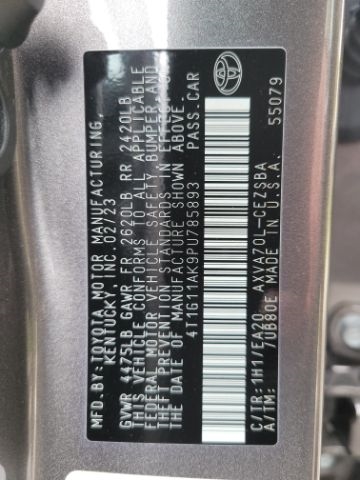 MFD. BY: TOYOTA MOTOR MANUFACTURING,
KENTUCKY, INC. 02/23
GVWR 4475LB GAWR FR 2620LB RR 2420LB
THIS VEHICLE CONFORMS TO ALL APPLICABLE
FEDERAL MOTOR VEHICLE SAFETY BUMPER, AND
THEFT PREVENTION STANDARDS IN EFFECT ON
THE DATE OF MANUFACTURE SHOWN ABOVE.
4T1G11AK9PU785893 PASS.CAR
C/TR:1H1/EA20 AXVA70L-CEZSBA
A/TM: /UB80E MADE IN U.S.A. 55079